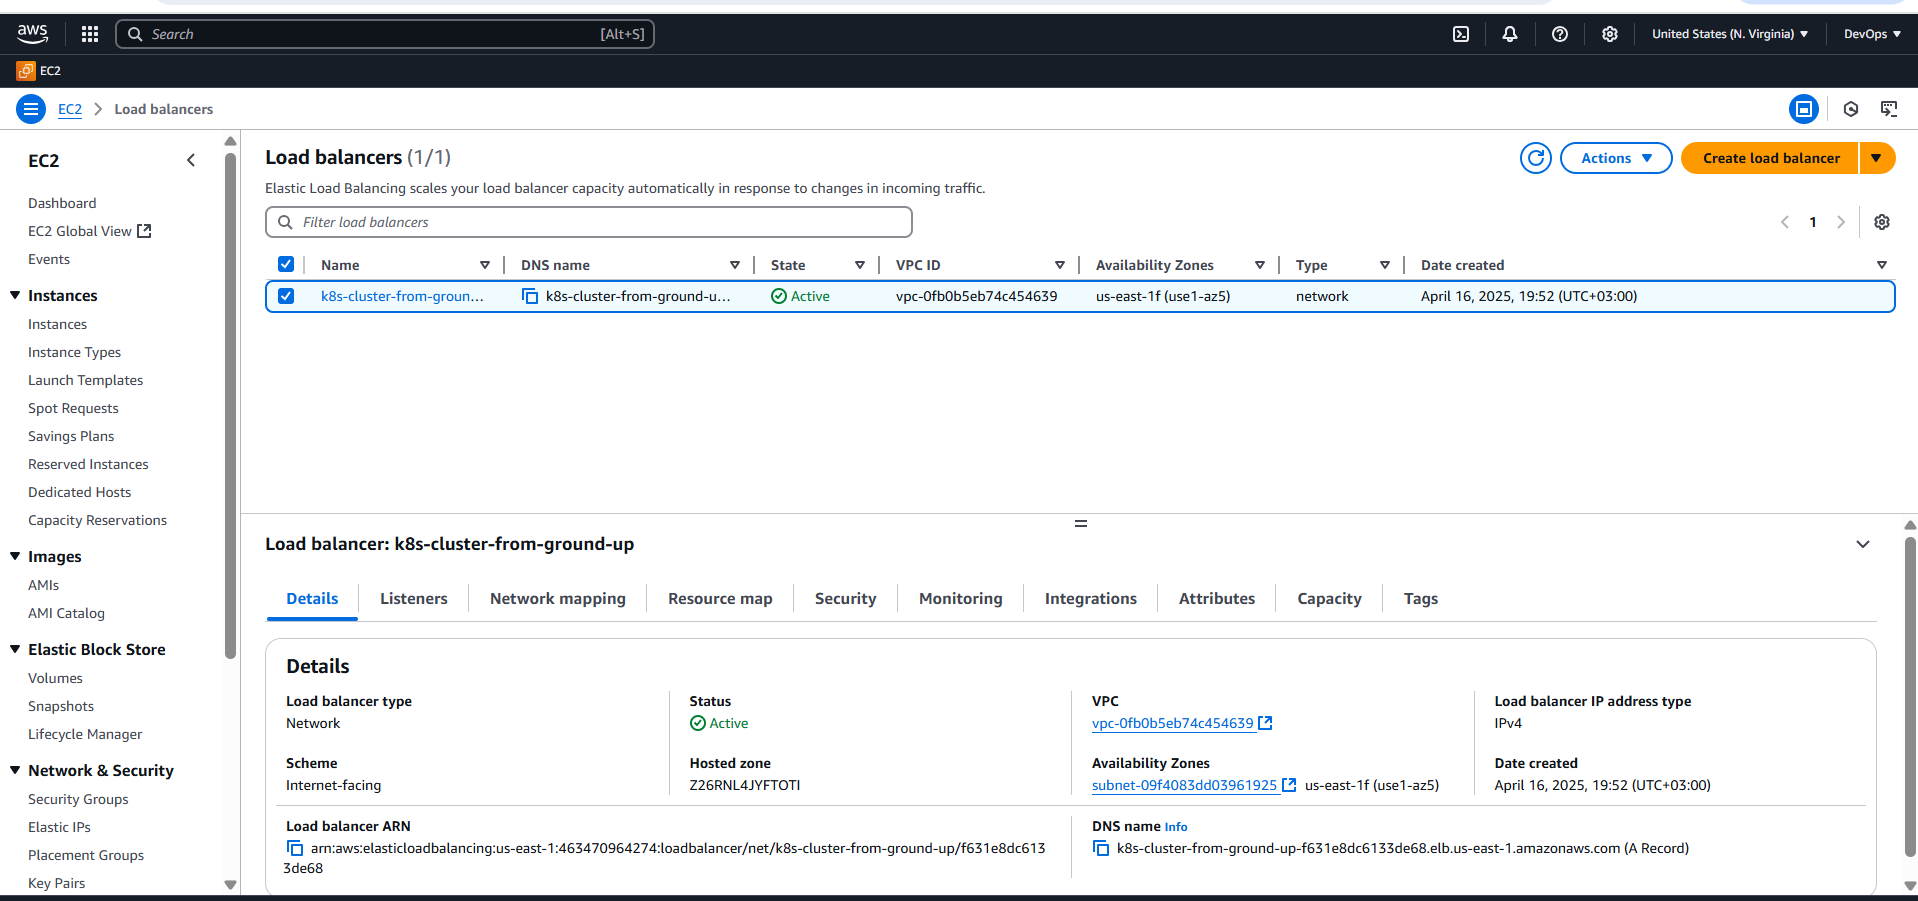 aws
Search [Alt+S]
United States (N. Virginia)
DevOps
EC2
EC2 Load balancers
EC2
Dashboard
EC2 Global View
Events
Instances
Instances
Instance Types
Launch Templates
Spot Requests
Savings Plans
Reserved Instances
Dedicated Hosts
Capacity Reservations
Images
AMIs
AMI Catalog
Elastic Block Store
Volumes
Snapshots
Lifecycle Manager
Network & Security
Security Groups
Elastic IPs
Placement Groups
Key Pairs
Load balancers (1/1)
Actions
Create load balancer
Elastic Load Balancing scales your load balancer capacity automatically in response to changes in incoming traffic.
Filter load balancers
1
Name DNS name State VPC ID Availability Zones Type Date created
k8s-cluster-from-groun... k8s-cluster-from-ground-u... Active vpc-0fb0b5eb74c454639 us-east-1f (use1-az5) network April 16, 2025, 19:52 (UTC+03:00)
Load balancer: k8s-cluster-from-ground-up
Details Listeners Network mapping Resource map Security Monitoring Integrations Attributes Capacity Tags
Details
Load balancer type
Network
Status
Active
VPC
vpc-0fb0b5eb74c454639
Load balancer IP address type
IPv4
Scheme
Internet-facing
Hosted zone
Z26RNL4JYFTOTI
Availability Zones
subnet-09f4083dd03961925 us-east-1f (use1-az5)
Date created
April 16, 2025, 19:52 (UTC+03:00)
Load balancer ARN
arn:aws:elasticloadbalancing:us-east-1:463470964274:loadbalancer/net/k8s-cluster-from-ground-up/f631e8dc613
3de68
DNS name Info
k8s-cluster-from-ground-up-f631e8dc6133de68.elb.us-east-1.amazonaws.com (A Record)